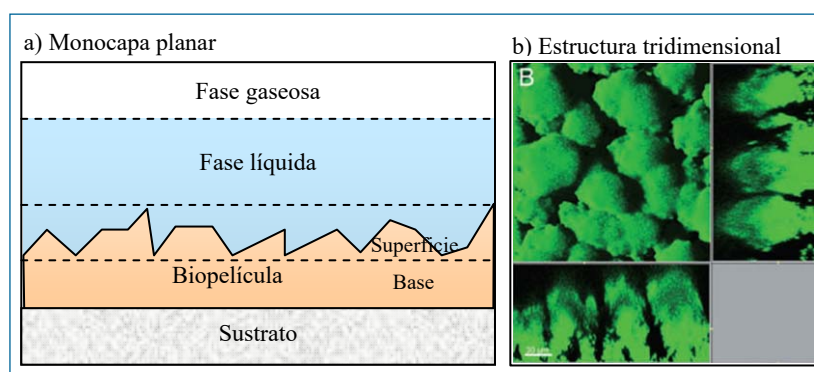 a) Monocapa planar
Fase gaseosa
Fase líquida
Superficie
Biopelícula
Base
Sustrato
b) Estructura tridimensional
B